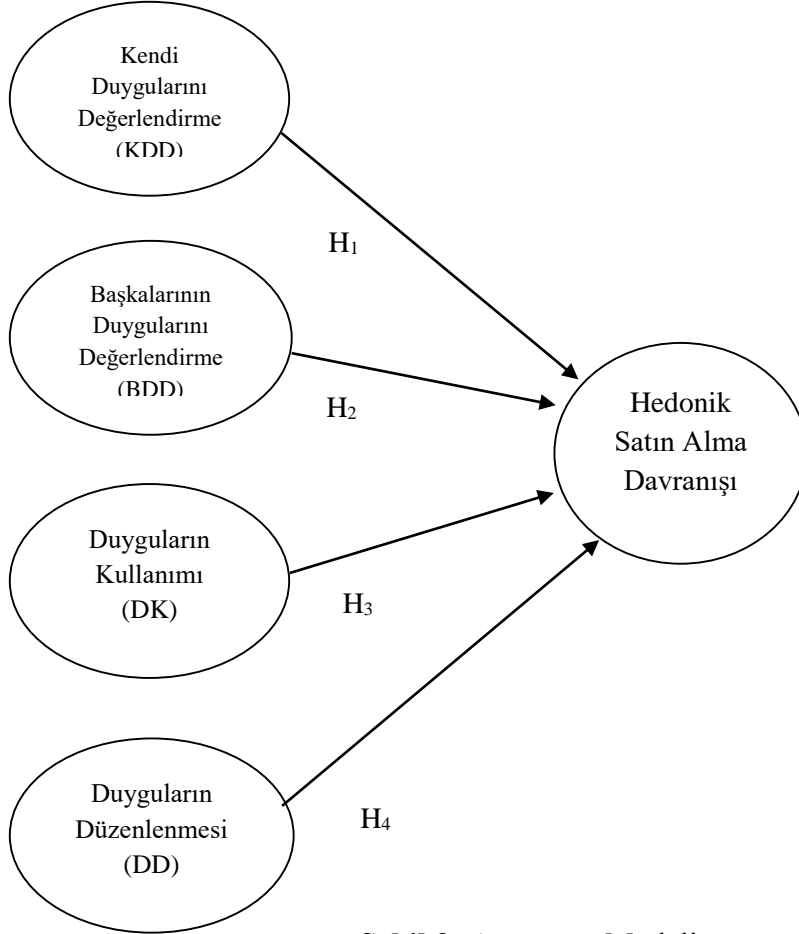 Kendi
Duygularını
Değerlendirme
(KDD)
H1
Başkalarının
Duygularını
Değerlendirme
(BDD)
H2
Hedonik
Satın Alma
Davranışı
Duyguların
Kullanımı
(DK)
H3
Duyguların
Düzenlenmesi
(DD)
H4